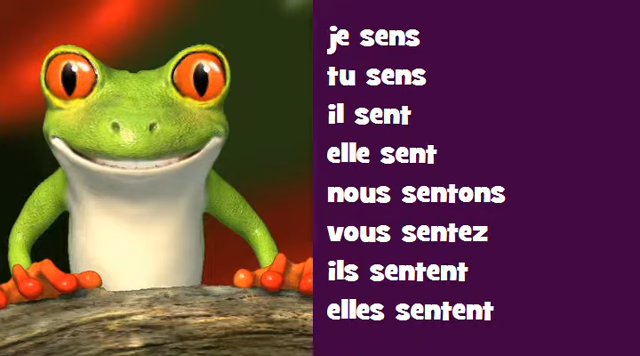 je sens
tu sens
il sent
elle sent
nous sentons
vous sentez
ils sentent
elles sentent